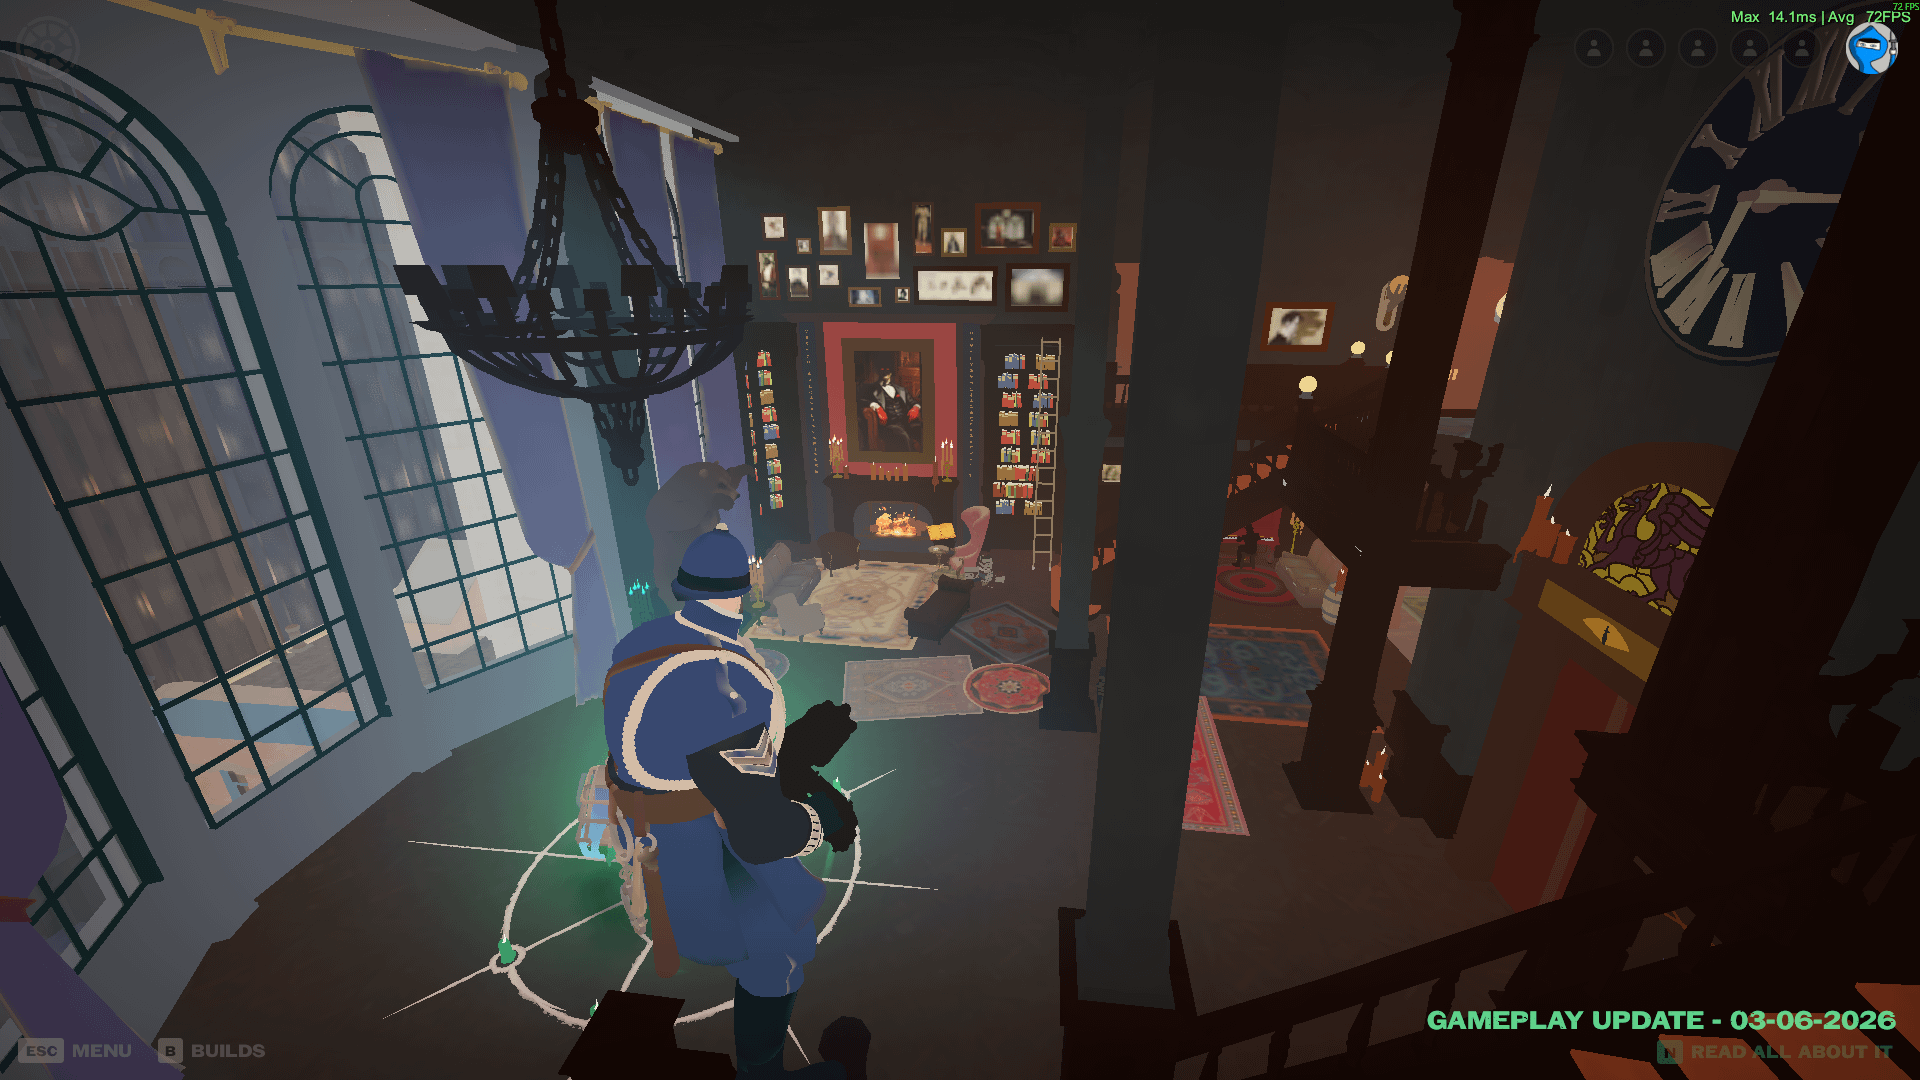 72 FPS
Max 14.1ms | Avg 72FPS
GAMEPLAY UPDATE - 03-06-2026
ESC MENU B BUILDS
N READ ALL ABOUT IT